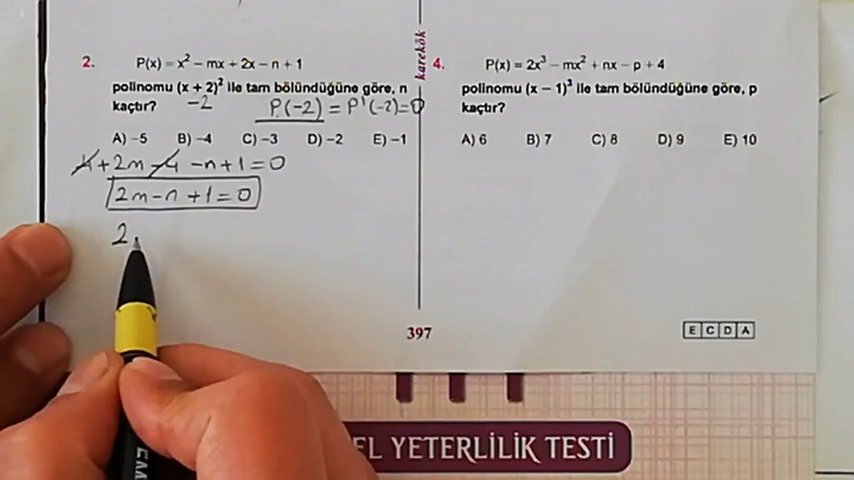 2. P(x) = x² − mx + 2x − n + 1
polinomu (x + 2)² ile tam bölündüğüne göre, n
kaçtır?
−2 P(−2) = P'(−2) = 0
A) −5 B) −4 C) −3 D) −2 E) −1
4 + 2m − 4 − n + 1 = 0
2m − n + 1 = 0
2
karekök
4. P(x) = 2x³ − mx² + nx − p + 4
polinomu (x − 1)³ ile tam bölündüğüne göre, p
kaçtır?
A) 6 B) 7 C) 8 D) 9 E) 10
397
E C D A
EL YETERLİLİK TESTİ